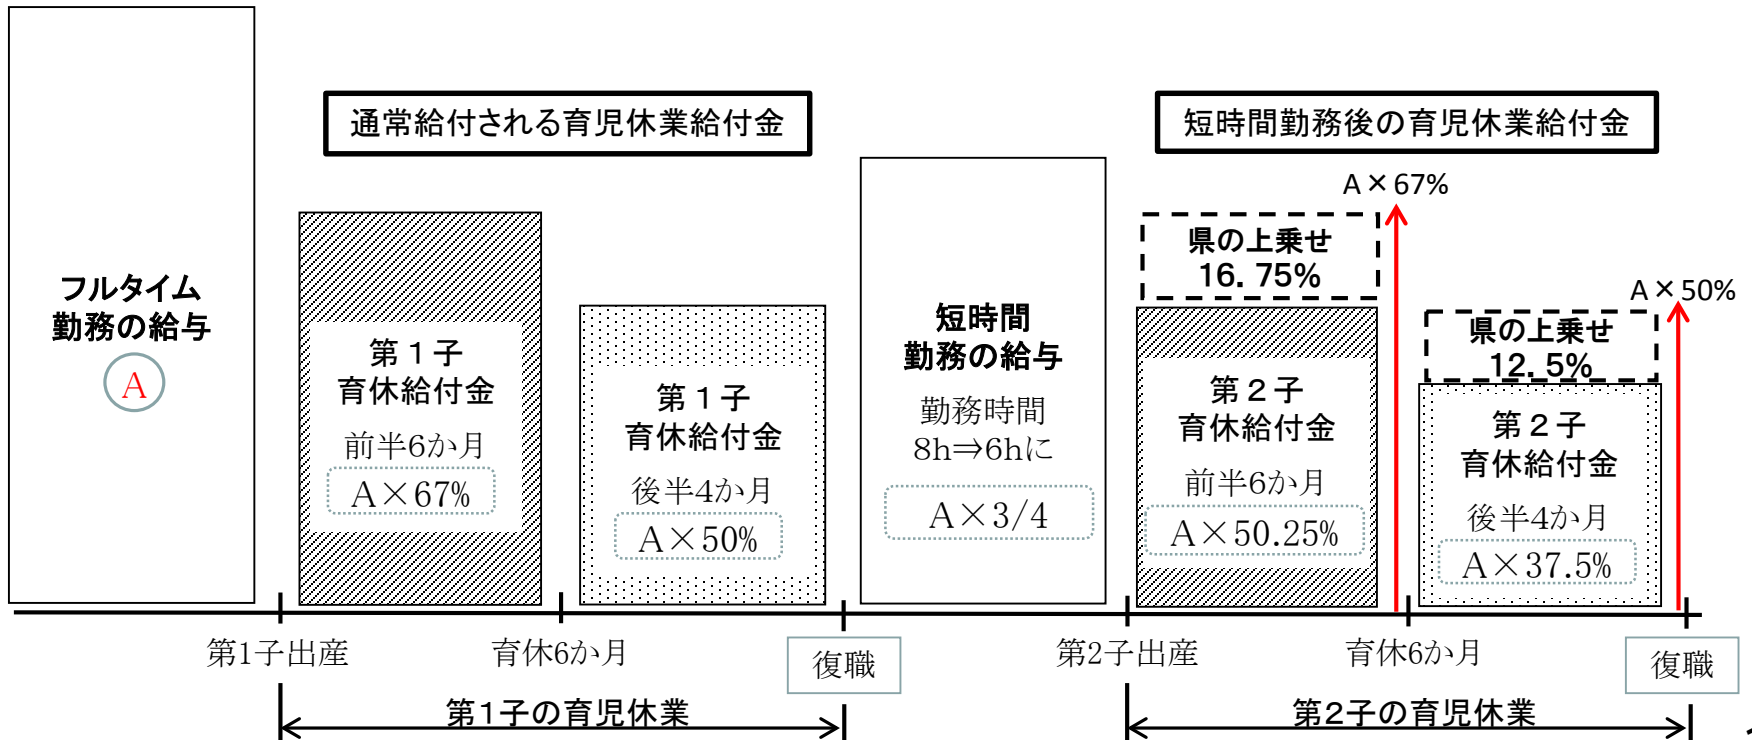 通常給付される育児休業給付金
短時間勤務後の育児休業給付金
フルタイム
勤務の給与
A
第１子
育休給付金
前半6か月
A×67%
第１子
育休給付金
後半4か月
A×50%
短時間
勤務の給与
勤務時間
8h⇒6hに
A×3/4
A×67%
県の上乗せ
16．75%
第２子
育休給付金
前半6か月
A×50.25%
A×50%
県の上乗せ
12．5%
第２子
育休給付金
後半4か月
A×37.5%
第1子出産
育休6か月
復職
第2子出産
育休6か月
復職
第１子の育児休業
第２子の育児休業